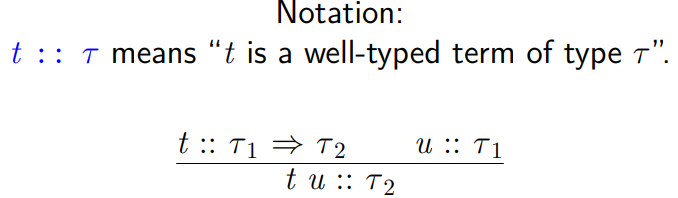 Notation:
t :: τ means “t is a well-typed term of type τ”.
t :: τ₁ ⇒ τ₂ u :: τ₁
t u :: τ₂